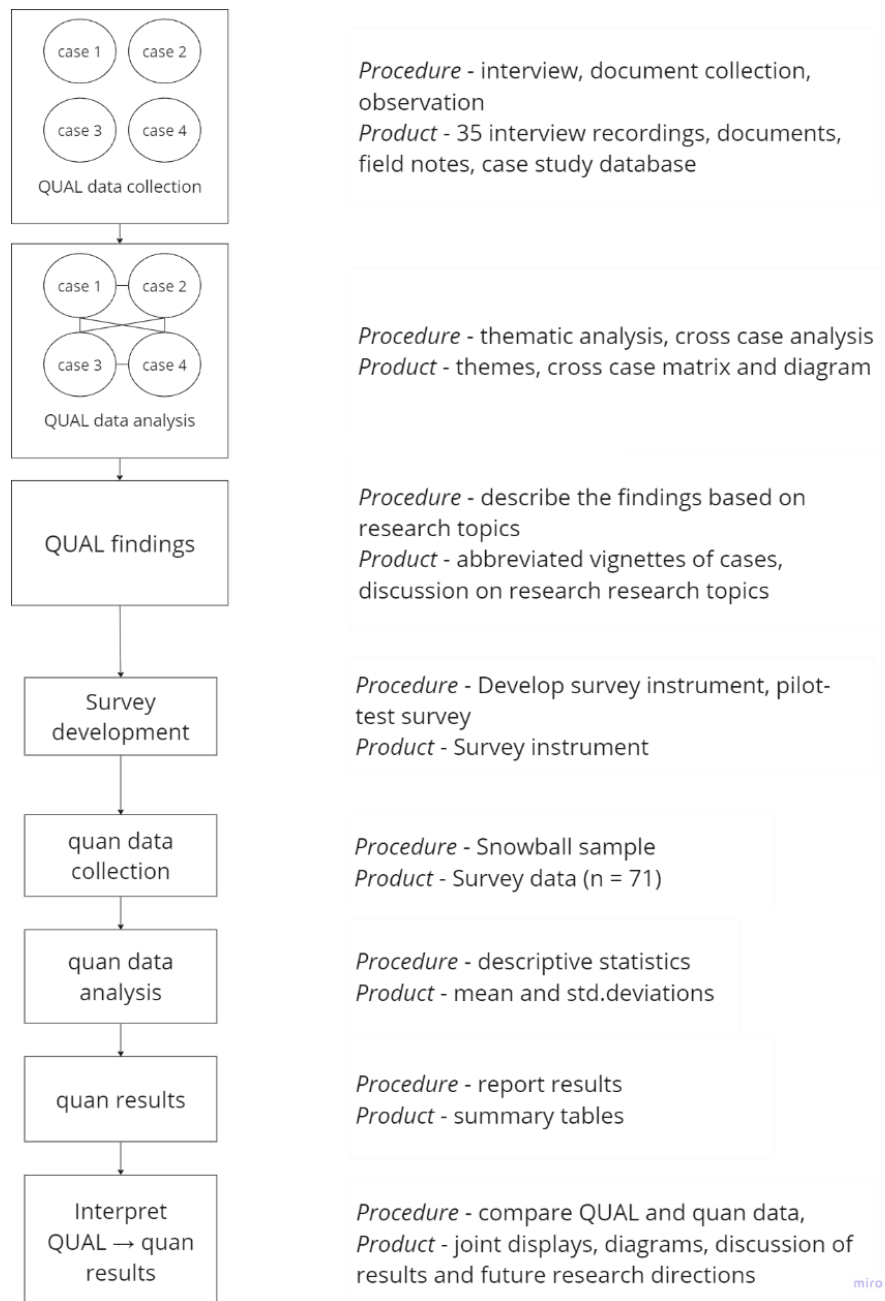 case 1
case 2
case 3
case 4
QUAL data collection
Procedure - interview, document collection,
observation
Product - 35 interview recordings, documents,
field notes, case study database
case 1
case 2
case 3
case 4
QUAL data analysis
Procedure - thematic analysis, cross case analysis
Product - themes, cross case matrix and diagram
QUAL findings
Procedure - describe the findings based on
research topics
Product - abbreviated vignettes of cases,
discussion on research research topics
Survey
development
Procedure - Develop survey instrument, pilot-
test survey
Product - Survey instrument
quan data
collection
Procedure - Snowball sample
Product - Survey data (n = 71)
quan data
analysis
Procedure - descriptive statistics
Product - mean and std.deviations
quan results
Procedure - report results
Product - summary tables
Interpret
QUAL → quan
results
Procedure - compare QUAL and quan data,
Product - joint displays, diagrams, discussion of
results and future research directions
miro